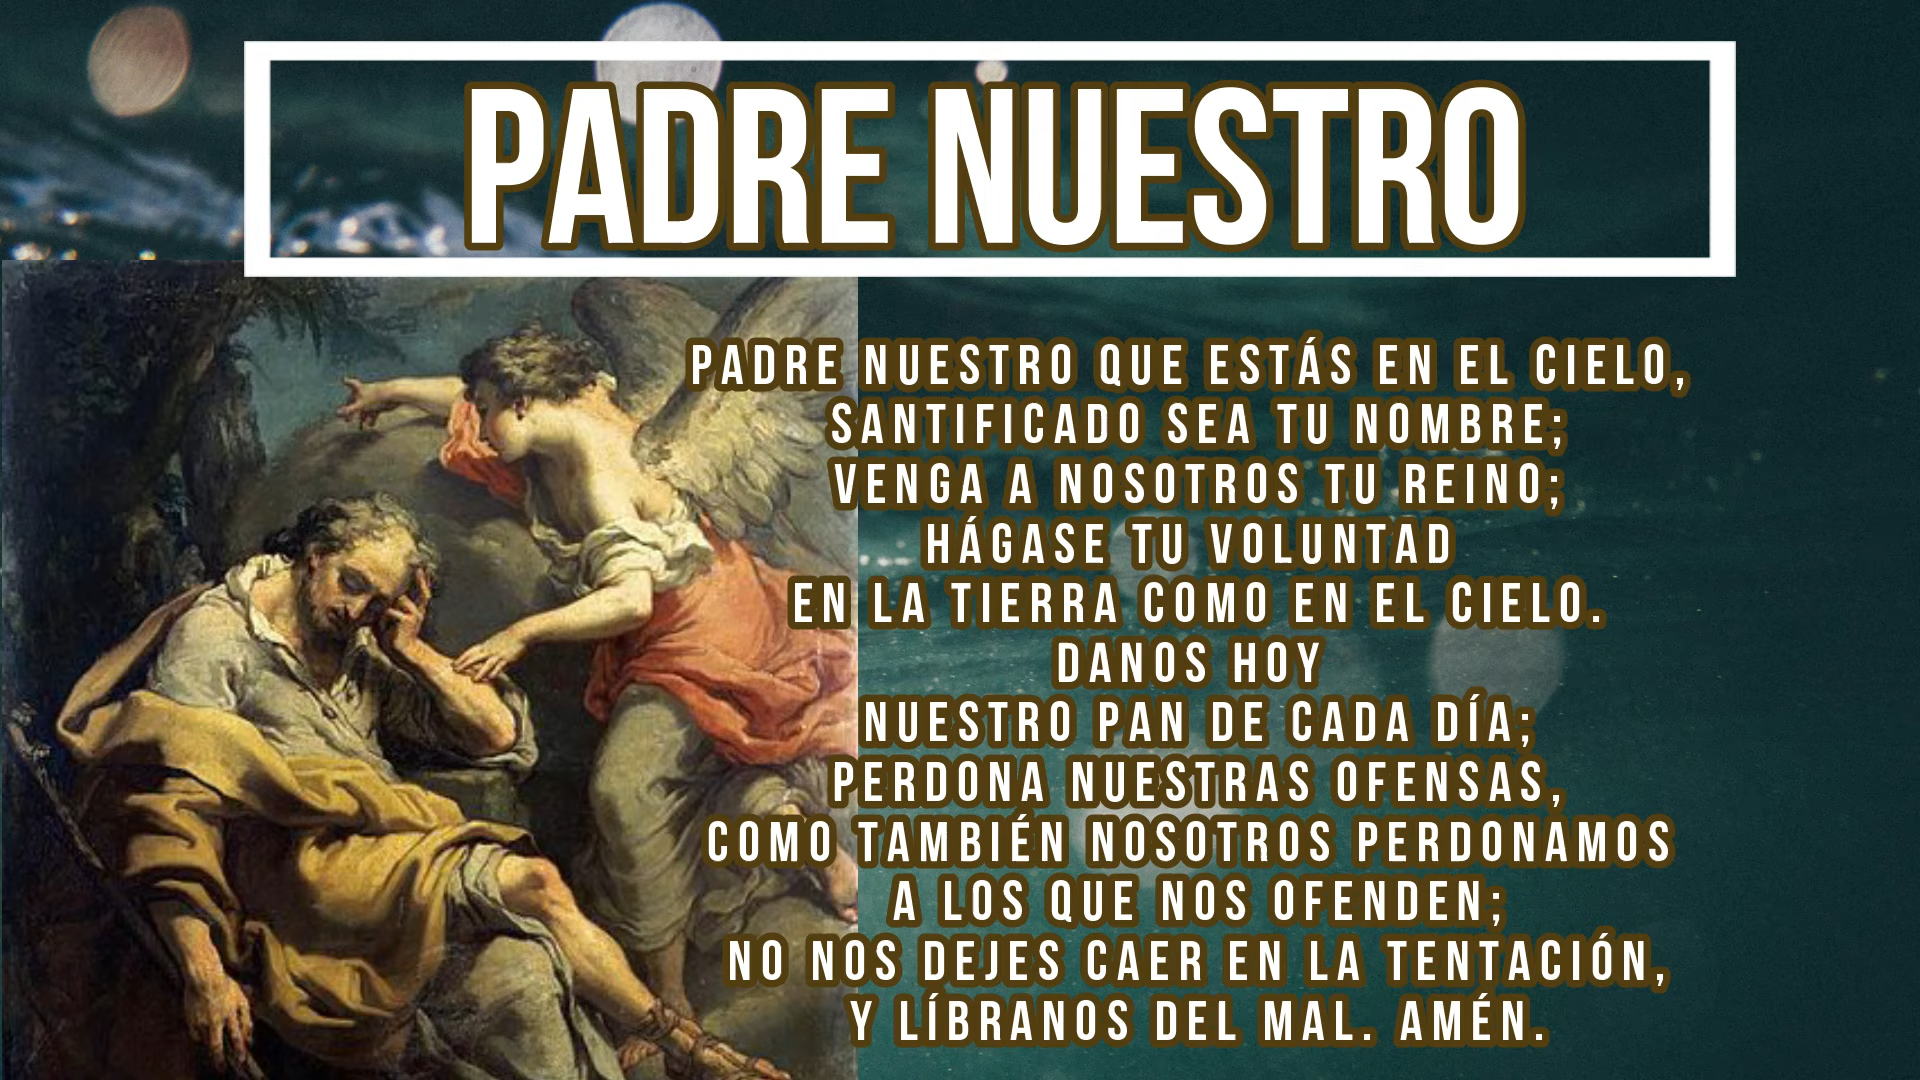 PADRE NUESTRO
PADRE NUESTRO QUE ESTÁS EN EL CIELO,
SANTIFICADO SEA TU NOMBRE;
VENGA A NOSOTROS TU REINO;
HÁGASE TU VOLUNTAD
EN LA TIERRA COMO EN EL CIELO.
DANOS HOY
NUESTRO PAN DE CADA DÍA;
PERDONA NUESTRAS OFENSAS,
COMO TAMBIÉN NOSOTROS PERDONAMOS
A LOS QUE NOS OFENDEN;
NO NOS DEJES CAER EN LA TENTACIÓN,
Y LÍBRANOS DEL MAL. AMÉN.